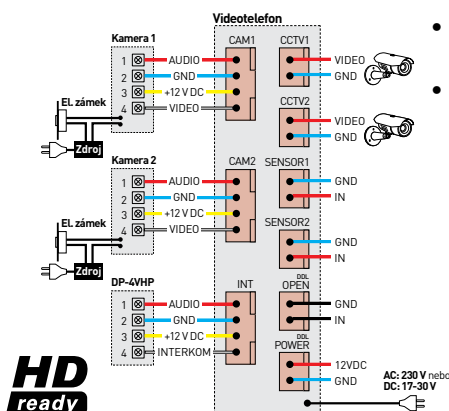 Videotelefon
Kamera 1
CAM1
CCTV1
1 AUDIO
2 GND
3 +12 V DC
4 VIDEO
VIDEO
GND
EL zámek
Zdroj
CCTV2
VIDEO
GND
Kamera 2
CAM2
SENSOR1
1 AUDIO
2 GND
3 +12 V DC
4 VIDEO
GND
IN
EL zámek
Zdroj
SENSOR2
GND
IN
DP-4VHP
INT
DDL
OPEN
1 AUDIO
2 GND
3 +12 V DC
4 INTERKOM
GND
IN
DDL
POWER
12VDC
GND
AC: 230 V nebo
DC: 17-30 V
HD
ready